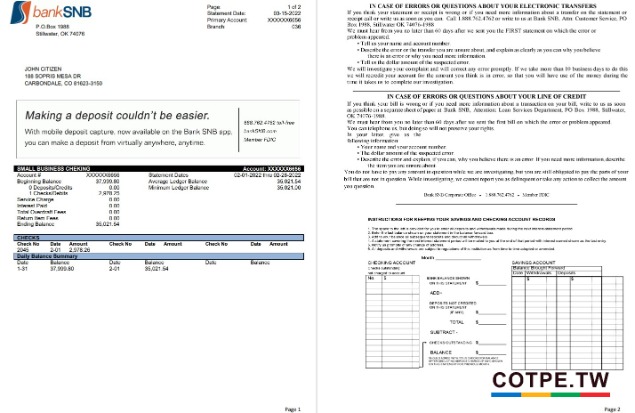 bankSNB
P.O.Box 1988
Stillwater, OK 74076
Page: 1 of 2
Statement Date: 03-15-2022
Primary Account XXXXXXX6656
Branch C36
JOHN CITIZEN
188 SOPRIS MESA DR
CARBONDALE, CO 81623-3150
Making a deposit couldn't be easier.
With mobile deposit capture, now available on the Bank SNB app,
you can make a deposit from virtually anywhere, anytime.
888.762.4762 toll-free
bankSNB.com
Member FDIC
SMALL BUSINESS CHEKING Account: XXXXXX6656
Account # XXXXXXX6656 Statement Dates 02-01-2022 thru 02-28-2022
Beginning Balance 37,999.80 Average Ledger Balance 35,021.54
0 Deposits/Credits 0.00 Minimum Ledger Balance 35,021.00
1 Checks/Debits 2,978.26
Service Charge 0.00
Interest Paid 0.00
Total Overdraft Fees 0.00
Return Item Fees 0.00
Ending Balance 35,021.54
CHECKS
Check No Date Amount Check No Date Amount Check No Date Amount
2046 2-01 2,978.26
Daily Balance Summary
Date Balance Date Balance Date Balance
1-31 37,999.80 2-01 35,021.54
Page 1
IN CASE OF ERRORS OR QUESTIONS ABOUT YOUR ELECTRONIC TRANSFERS
If you think your statement or receipt is wrong or if you need more information about a transfer on the statement or
receipt call or write us as soon as you can. Call 1.888.762.4762 or write to us at Bank SNB, Attn. Customer Service, PO
Box 1988, Stillwater OK 74076-1988
We must hear from you no later than 60 days after we sent you the FIRST statement on which the error or
problem appeared.
• Tell us your name and account number.
• Describe the error or the transfer you are unsure about, and explain as clearly as you can why you believe
there is an error or why you need more information.
• Tell us the dollar amount of the suspected error.
We will investigate your complaint and will correct any error promptly. If we take more than 10 business days to do this
we will recredit your account for the amount you think is in error, so that you will have use of the money during the
time it takes us to complete our investigation.
IN CASE OF ERRORS OR QUESTIONS ABOUT YOUR LINE OF CREDIT
If you think your bill is wrong or if you need more information about a transaction on your bill, write to us as soon
as possible on a separate sheet of paper at Bank SNB, Attention: Loan Services Department, PO Box 1988, Stillwater,
OK 74076-1988.
We must hear from you no later than 60 days after we sent the first bill on which the error or problem appeared.
You can telephone us, but doing so will not preserve your rights.
In your letter give us the
following information
• Your name and your account number.
• The dollar amount of the suspected error
• Describe the error and explain, if you can, why you believe there is an error. If you need more information, describe
the item you are unsure about.
You do not have to pay any amount in question while we are investigating, but you are still obligated to pay the parts of your
bill that are not in question. While we investigate, we cannot report you as delinquent or take any action to collect the amount
you question.
Bank SNB Corporate Office – 1.888.762.4762 – Member FDIC
INSTRUCTIONS FOR KEEPING YOUR SAVINGS AND CHECKING ACCOUNT RECORDS
Month
CHECKING ACCOUNT
No. $
BANK BALANCE SHOWN
ON THIS STATEMENT $
ADD+
DEPOSITS NOT CREDITED
ON THIS STATEMENT
(if any) $
TOTAL $
SUBTRACT -
CHECKS OUTSTANDING $
BALANCE $
SAVINGS ACCOUNT
Balance Brought Forward
Date Withdrawals Deposits
$ $
COTPE.TW
Page 2